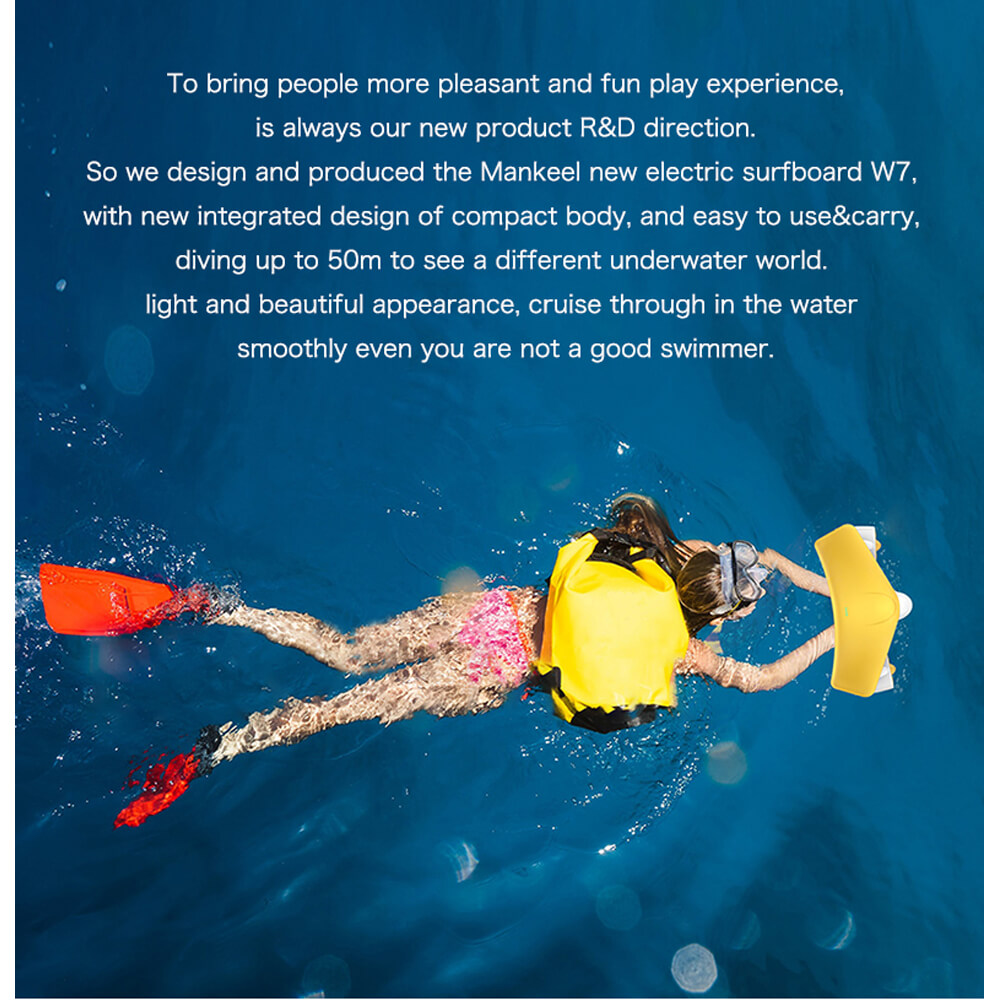 To bring people more pleasant and fun play experience,
is always our new product R&D direction.
So we design and produced the Mankeel new electric surfboard W7,
with new integrated design of compact body, and easy to use&carry,
diving up to 50m to see a different underwater world.
light and beautiful appearance, cruise through in the water
smoothly even you are not a good swimmer.